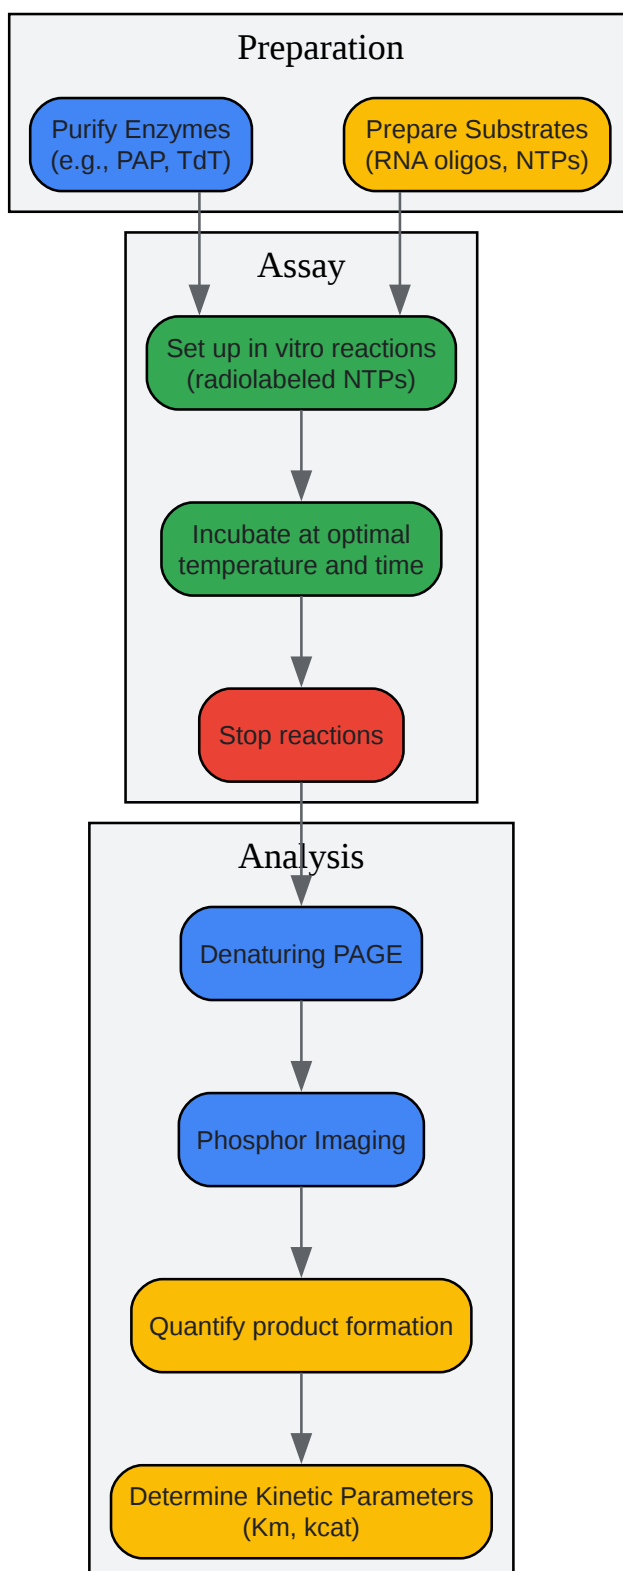 Preparation
Purify Enzymes
(e.g., PAP, TdT)
Prepare Substrates
(RNA oligos, NTPs)
Assay
Set up in vitro reactions
(radiolabeled NTPs)
Incubate at optimal
temperature and time
Stop reactions
Analysis
Denaturing PAGE
Phosphor Imaging
Quantify product formation
Determine Kinetic Parameters
(Km, kcat)